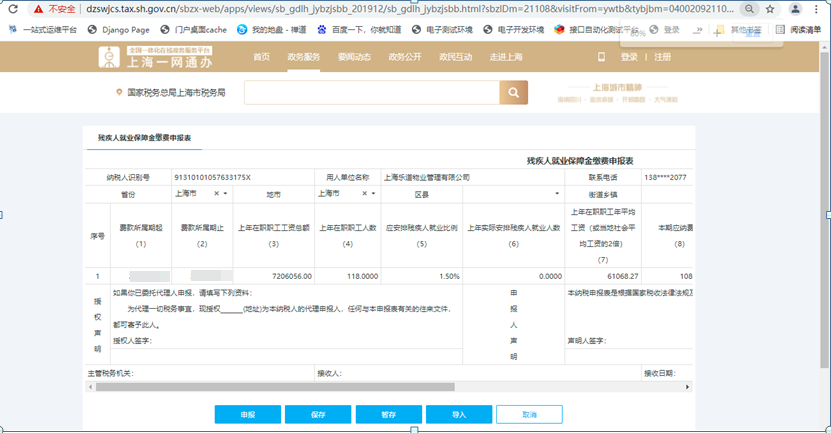 不安全 | dzswjzs.tax.sh.gov.cn/sbzx-web/apps/views/sb_gdlh_jybzjsbb_201912/sb_gdlh_jybzjsbb.html?sbzlDm=21108&visitFrom=ywtb&tybjbm=04002092110...
一站式运维平台 Django Page 门户桌面cache 我的地盘 - 禅道 百度一下，你就知道 电子测试环境 电子开发环境 接口自动化测试平台 登录 其他书签 阅读清单
全国一体化在线政务服务平台
上海一网通办
首页 政务服务 要闻动态 政务公开 政民互动 走进上海 登录 | 注册
国家税务总局上海市税务局
上海城市精神
残疾人就业保障金缴费申报表
残疾人就业保障金缴费申报表
纳税人识别号 91310101057633175X 用人单位名称 上海乐道物业管理有限公司 联系电话 138****2077
省份 上海市 地市 上海市 区县 街道乡镇
序号 费款所属期起（1） 费款所属期止（2） 上年在职职工工资总额（3） 上年在职职工人数（4） 应安排残疾人就业比例（5） 上年实际安排残疾人就业人数（6） 上年在职职工年平均工资（或当地社会平均工资的2倍）（7） 本期应纳费（8）
1 7206056.00 118.0000 1.50% 0.0000 61068.27 108
授权声明
如果你已委托代理人申报，请填写下列资料：
为代理一切税务事宜，现授权______(地址)为本纳税人的代理申报人，任何与本申报表有关的往来文件，
都可寄予此人。
授权人签字：
申报人声明
本纳税申报表是根据国家税收法律法规及
声明人签字：
主管税务机关： 接收人： 接收日期：
申报 保存 暂存 导入 取消